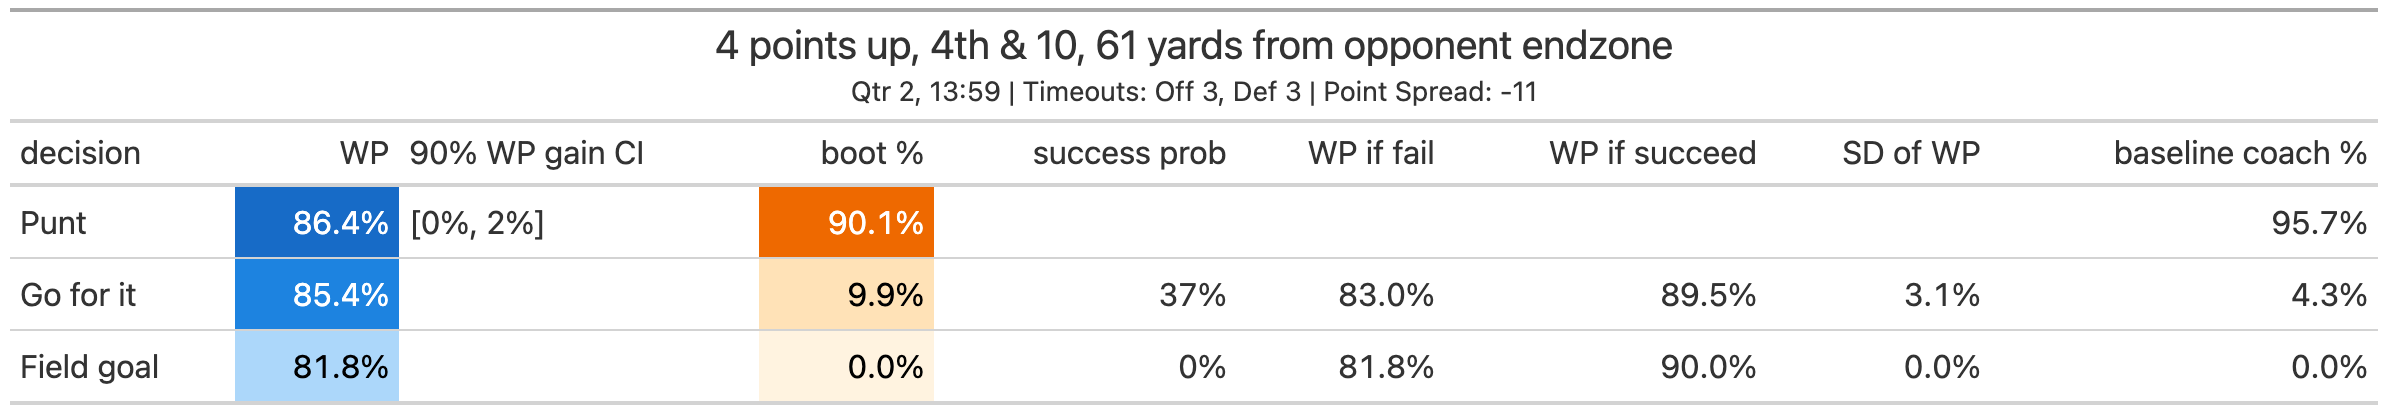 4 points up, 4th & 10, 61 yards from opponent endzone
Qtr 2, 13:59 | Timeouts: Off 3, Def 3 | Point Spread: -11
decision WP 90% WP gain CI boot % success prob WP if fail WP if succeed SD of WP baseline coach %
Punt 86.4% [0%, 2%] 90.1% 95.7%
Go for it 85.4% 9.9% 37% 83.0% 89.5% 3.1% 4.3%
Field goal 81.8% 0.0% 0% 81.8% 90.0% 0.0% 0.0%